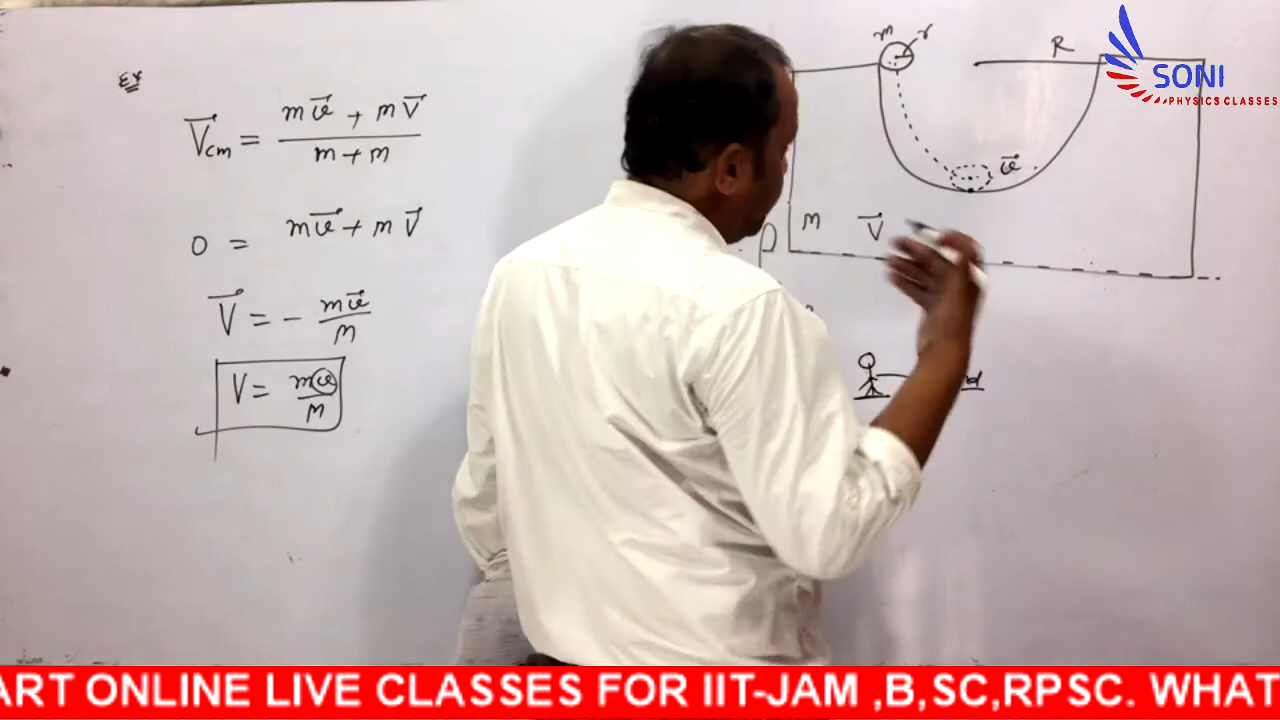 Ex
V⃗cm = (m v⃗ + M V⃗) / (m + M)
0 = m v⃗ + M V⃗
V⃗ = - m v⃗ / M
V = m v / M
m r
R
v⃗
M V⃗
SONI
PHYSICS CLASSES
ART ONLINE LIVE CLASSES FOR IIT-JAM ,B,SC,RPSC. WHAT